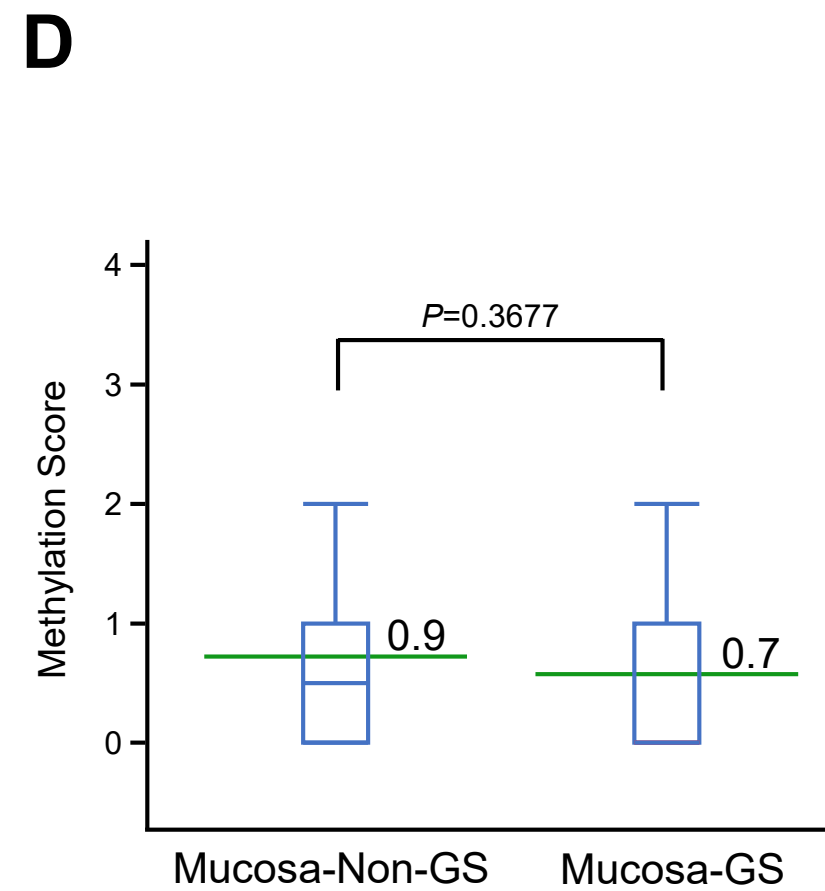 D
4
P=0.3677
3
2
1
0
Methylation Score
0.9
0.7
Mucosa-Non-GS
Mucosa-GS